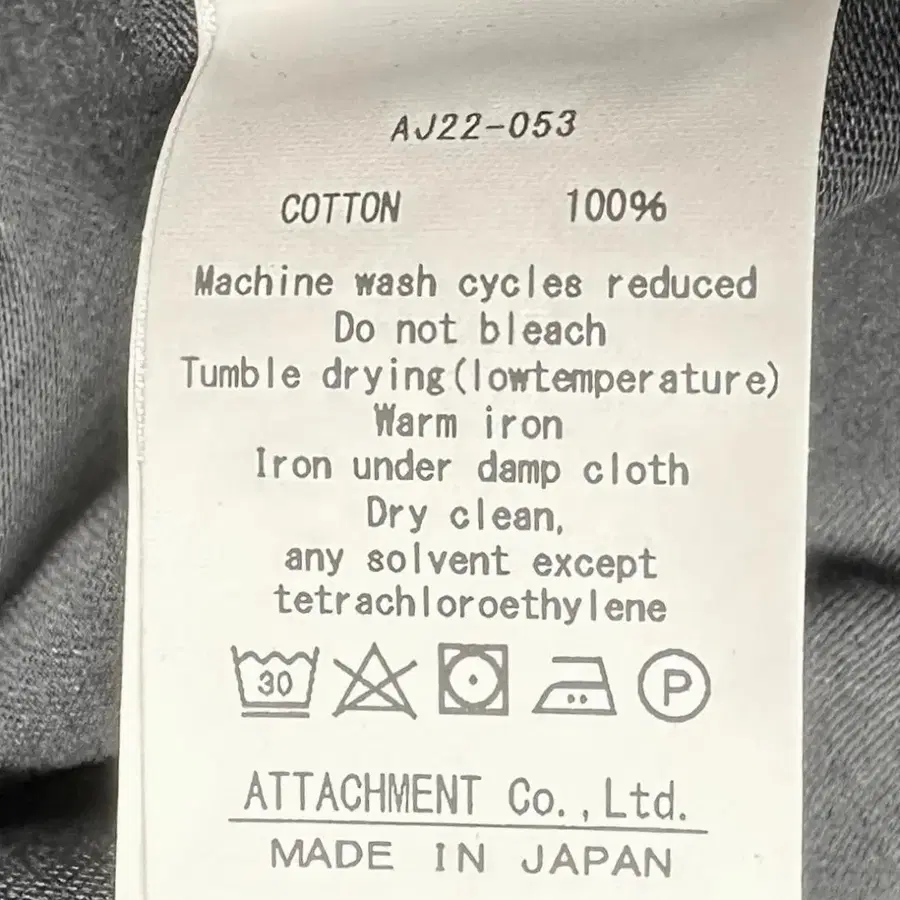 AJ22-053
COTTON 100%
Machine wash cycles reduced
Do not bleach
Tumble drying(lowtemperature)
Warm iron
Iron under damp cloth
Dry clean,
any solvent except
tetrachloroethylene
30 P
ATTACHMENT Co.,Ltd.
MADE IN JAPAN